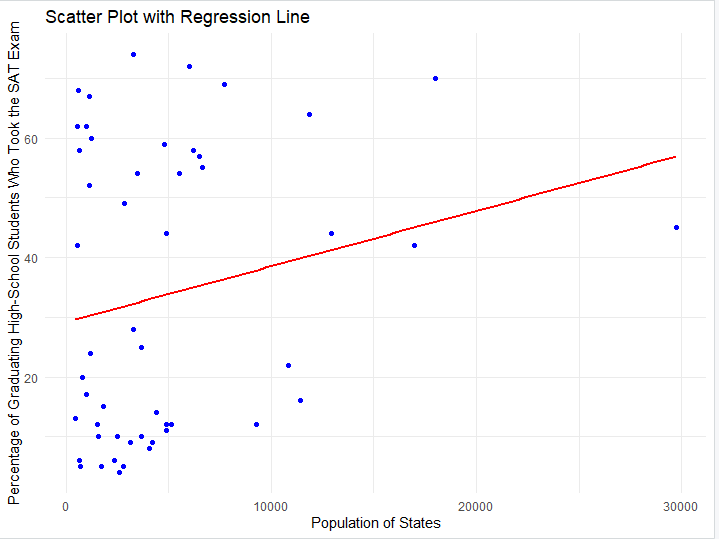 Scatter Plot with Regression Line
Percentage of Graduating High-School Students Who Took the SAT Exam
60
40
20
0
10000
20000
30000
Population of States